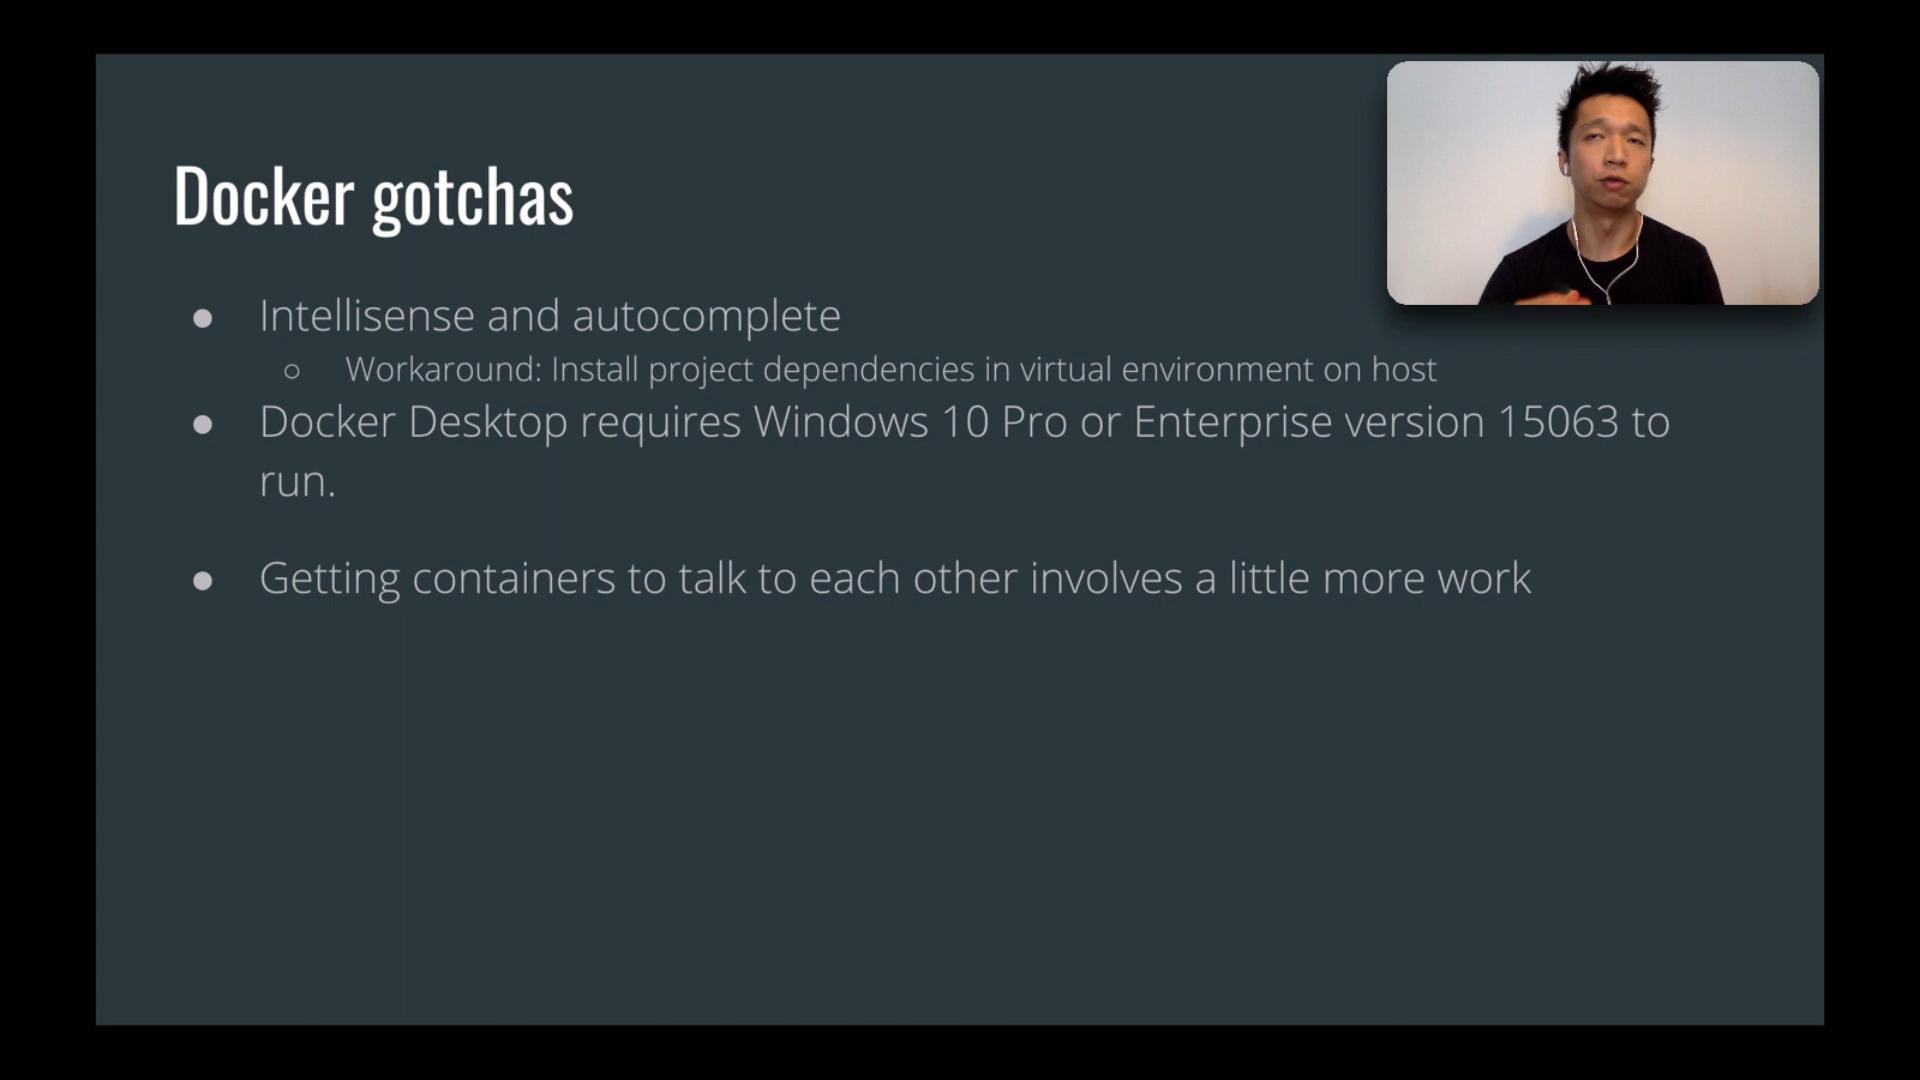 Docker gotchas
● Intellisense and autocomplete
○ Workaround: Install project dependencies in virtual environment on host
● Docker Desktop requires Windows 10 Pro or Enterprise version 15063 to
run.
● Getting containers to talk to each other involves a little more work